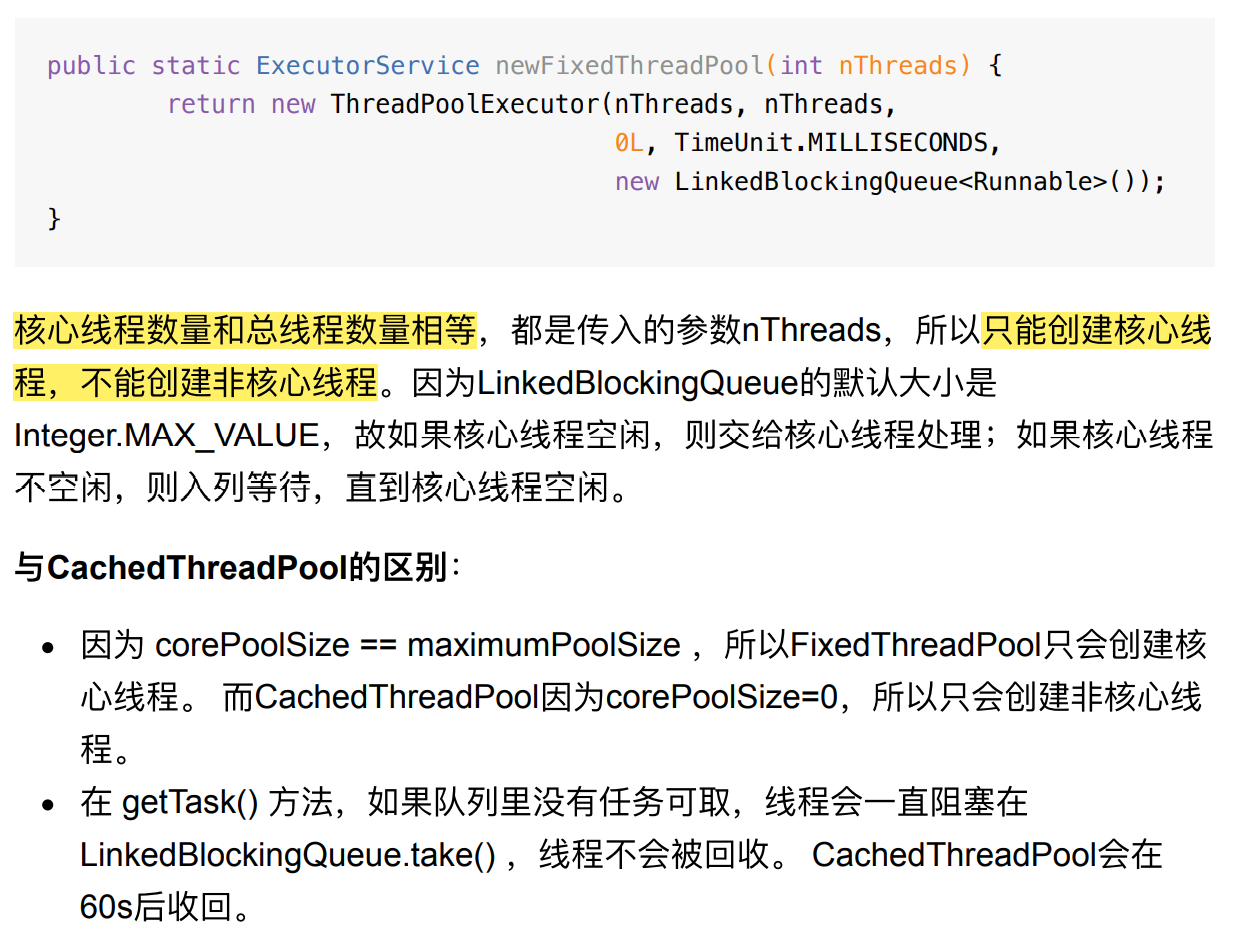 public static ExecutorService newFixedThreadPool(int nThreads) {
return new ThreadPoolExecutor(nThreads, nThreads,
0L, TimeUnit.MILLISECONDS,
new LinkedBlockingQueue<Runnable>());
}
核心线程数量和总线程数量相等，都是传入的参数nThreads，所以只能创建核心线
程，不能创建非核心线程。因为LinkedBlockingQueue的默认大小是
Integer.MAX_VALUE，故如果核心线程空闲，则交给核心线程处理；如果核心线程
不空闲，则入列等待，直到核心线程空闲。
与CachedThreadPool的区别：
• 因为 corePoolSize == maximumPoolSize ，所以FixedThreadPool只会创建核
心线程。 而CachedThreadPool因为corePoolSize=0，所以只会创建非核心线
程。
• 在 getTask() 方法，如果队列里没有任务可取，线程会一直阻塞在
LinkedBlockingQueue.take() ，线程不会被回收。 CachedThreadPool会在
60s后收回。